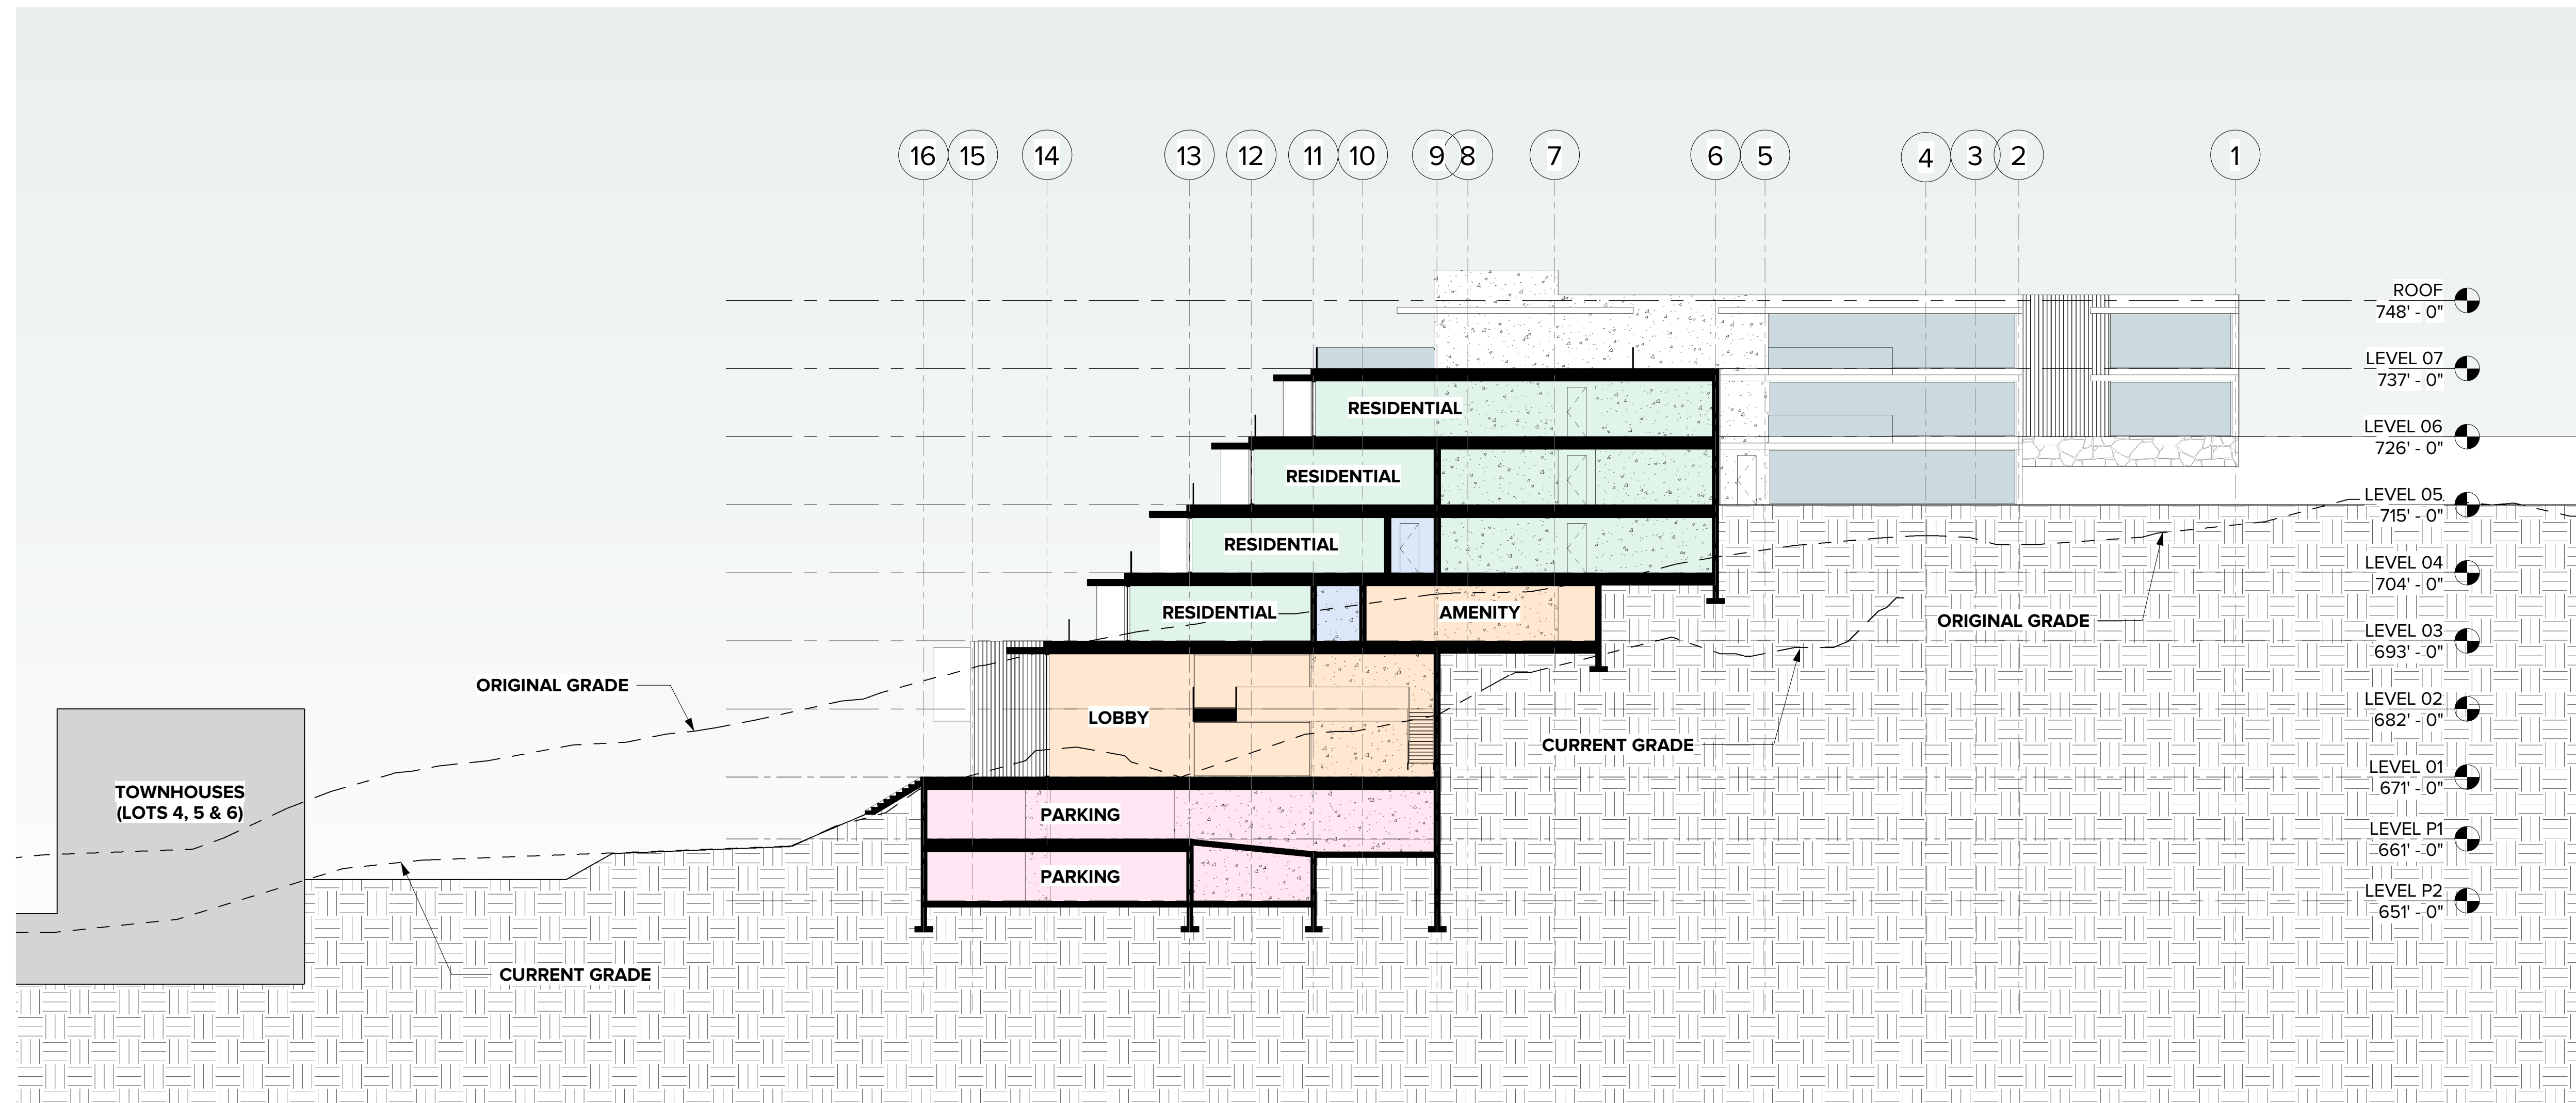 16
15
14
13
12
11
10
9
8
7
6
5
4
3
2
1
ROOF
748' - 0"
LEVEL 07
737' - 0"
RESIDENTIAL
LEVEL 06
726' - 0"
RESIDENTIAL
LEVEL 05
715' - 0"
RESIDENTIAL
LEVEL 04
704' - 0"
RESIDENTIAL
AMENITY
ORIGINAL GRADE
LEVEL 03
693' - 0"
ORIGINAL GRADE
LEVEL 02
682' - 0"
LOBBY
CURRENT GRADE
LEVEL 01
671' - 0"
TOWNHOUSES
(LOTS 4, 5 & 6)
PARKING
LEVEL P1
661' - 0"
PARKING
LEVEL P2
651' - 0"
CURRENT GRADE